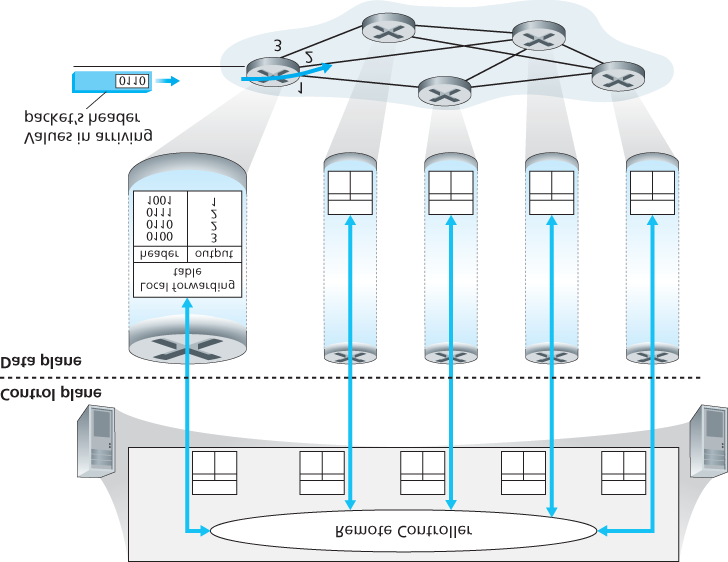 Remote Controller
Control plane
Data plane
Local forwarding
table
header output
0100 3
0110 2
0111 2
1001 1
Values in arriving
packet's header
0110
1
2
3